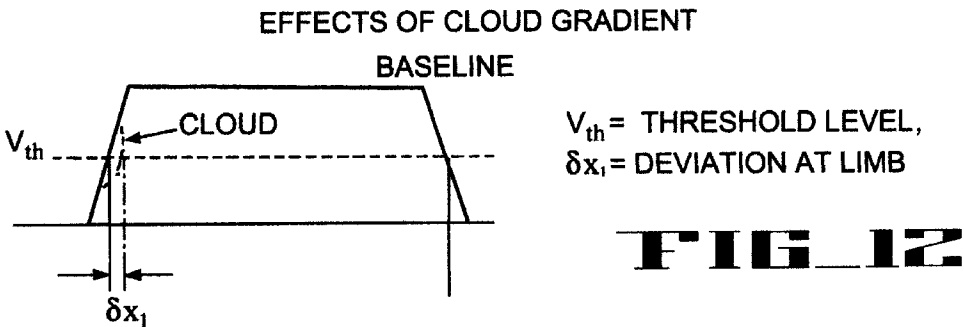 EFFECTS OF CLOUD GRADIENT
BASELINE
CLOUD
V_th
V_th = THRESHOLD LEVEL,
δx₁ = DEVIATION AT LIMB
FIG_12
δx₁